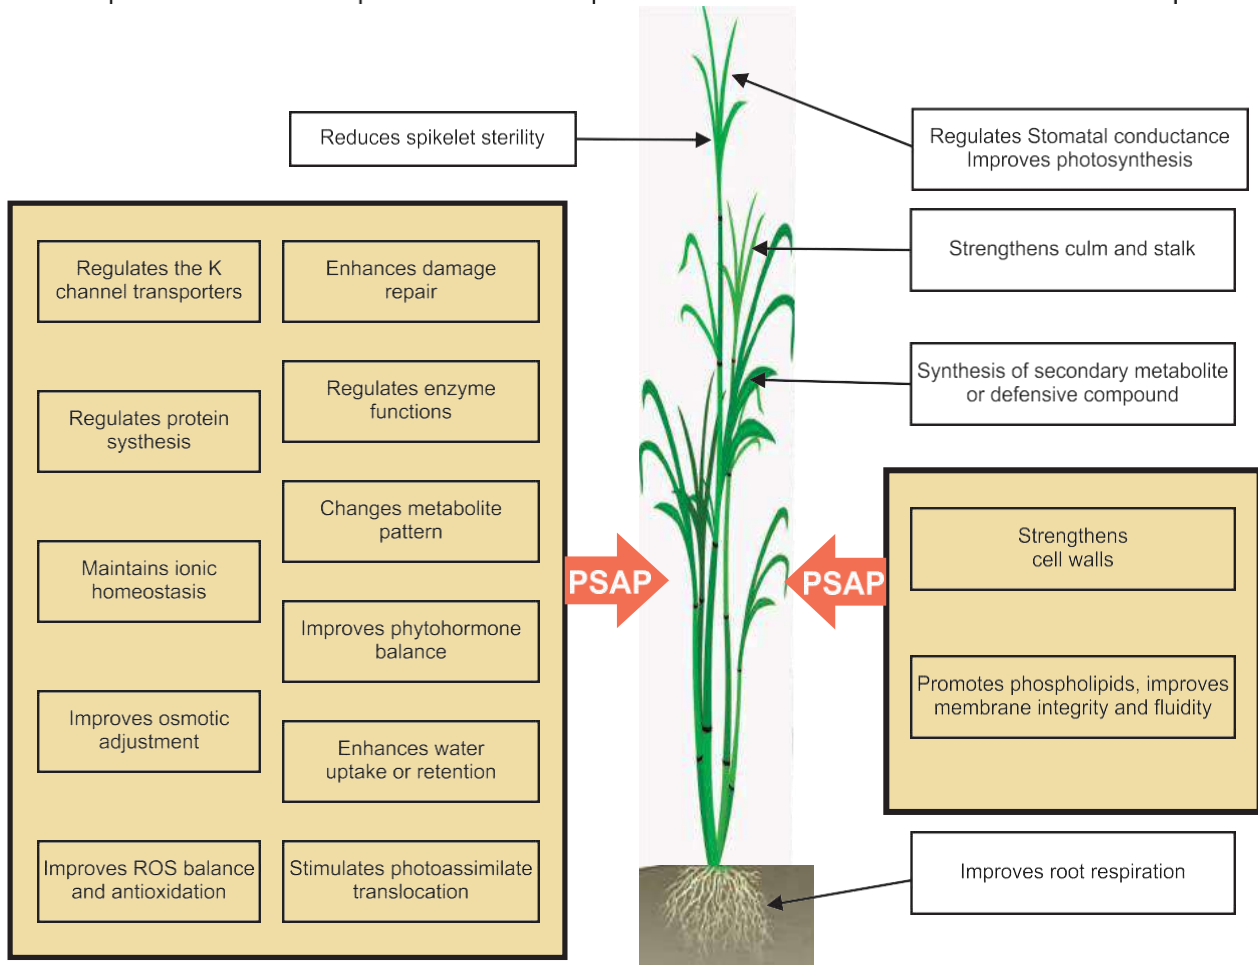 Reduces spikelet sterility
Regulates Stomatal conductance
Improves photosynthesis
Strengthens culm and stalk
Synthesis of secondary metabolite
or defensive compound
Regulates the K
channel transporters
Enhances damage
repair
Regulates protein
systhesis
Regulates enzyme
functions
Changes metabolite
pattern
Maintains ionic
homeostasis
Improves phytohormone
balance
Improves osmotic
adjustment
Enhances water
uptake or retention
Improves ROS balance
and antioxidation
Stimulates photoassimilate
translocation
PSAP
PSAP
Strengthens
cell walls
Promotes phospholipids, improves
membrane integrity and fluidity
Improves root respiration